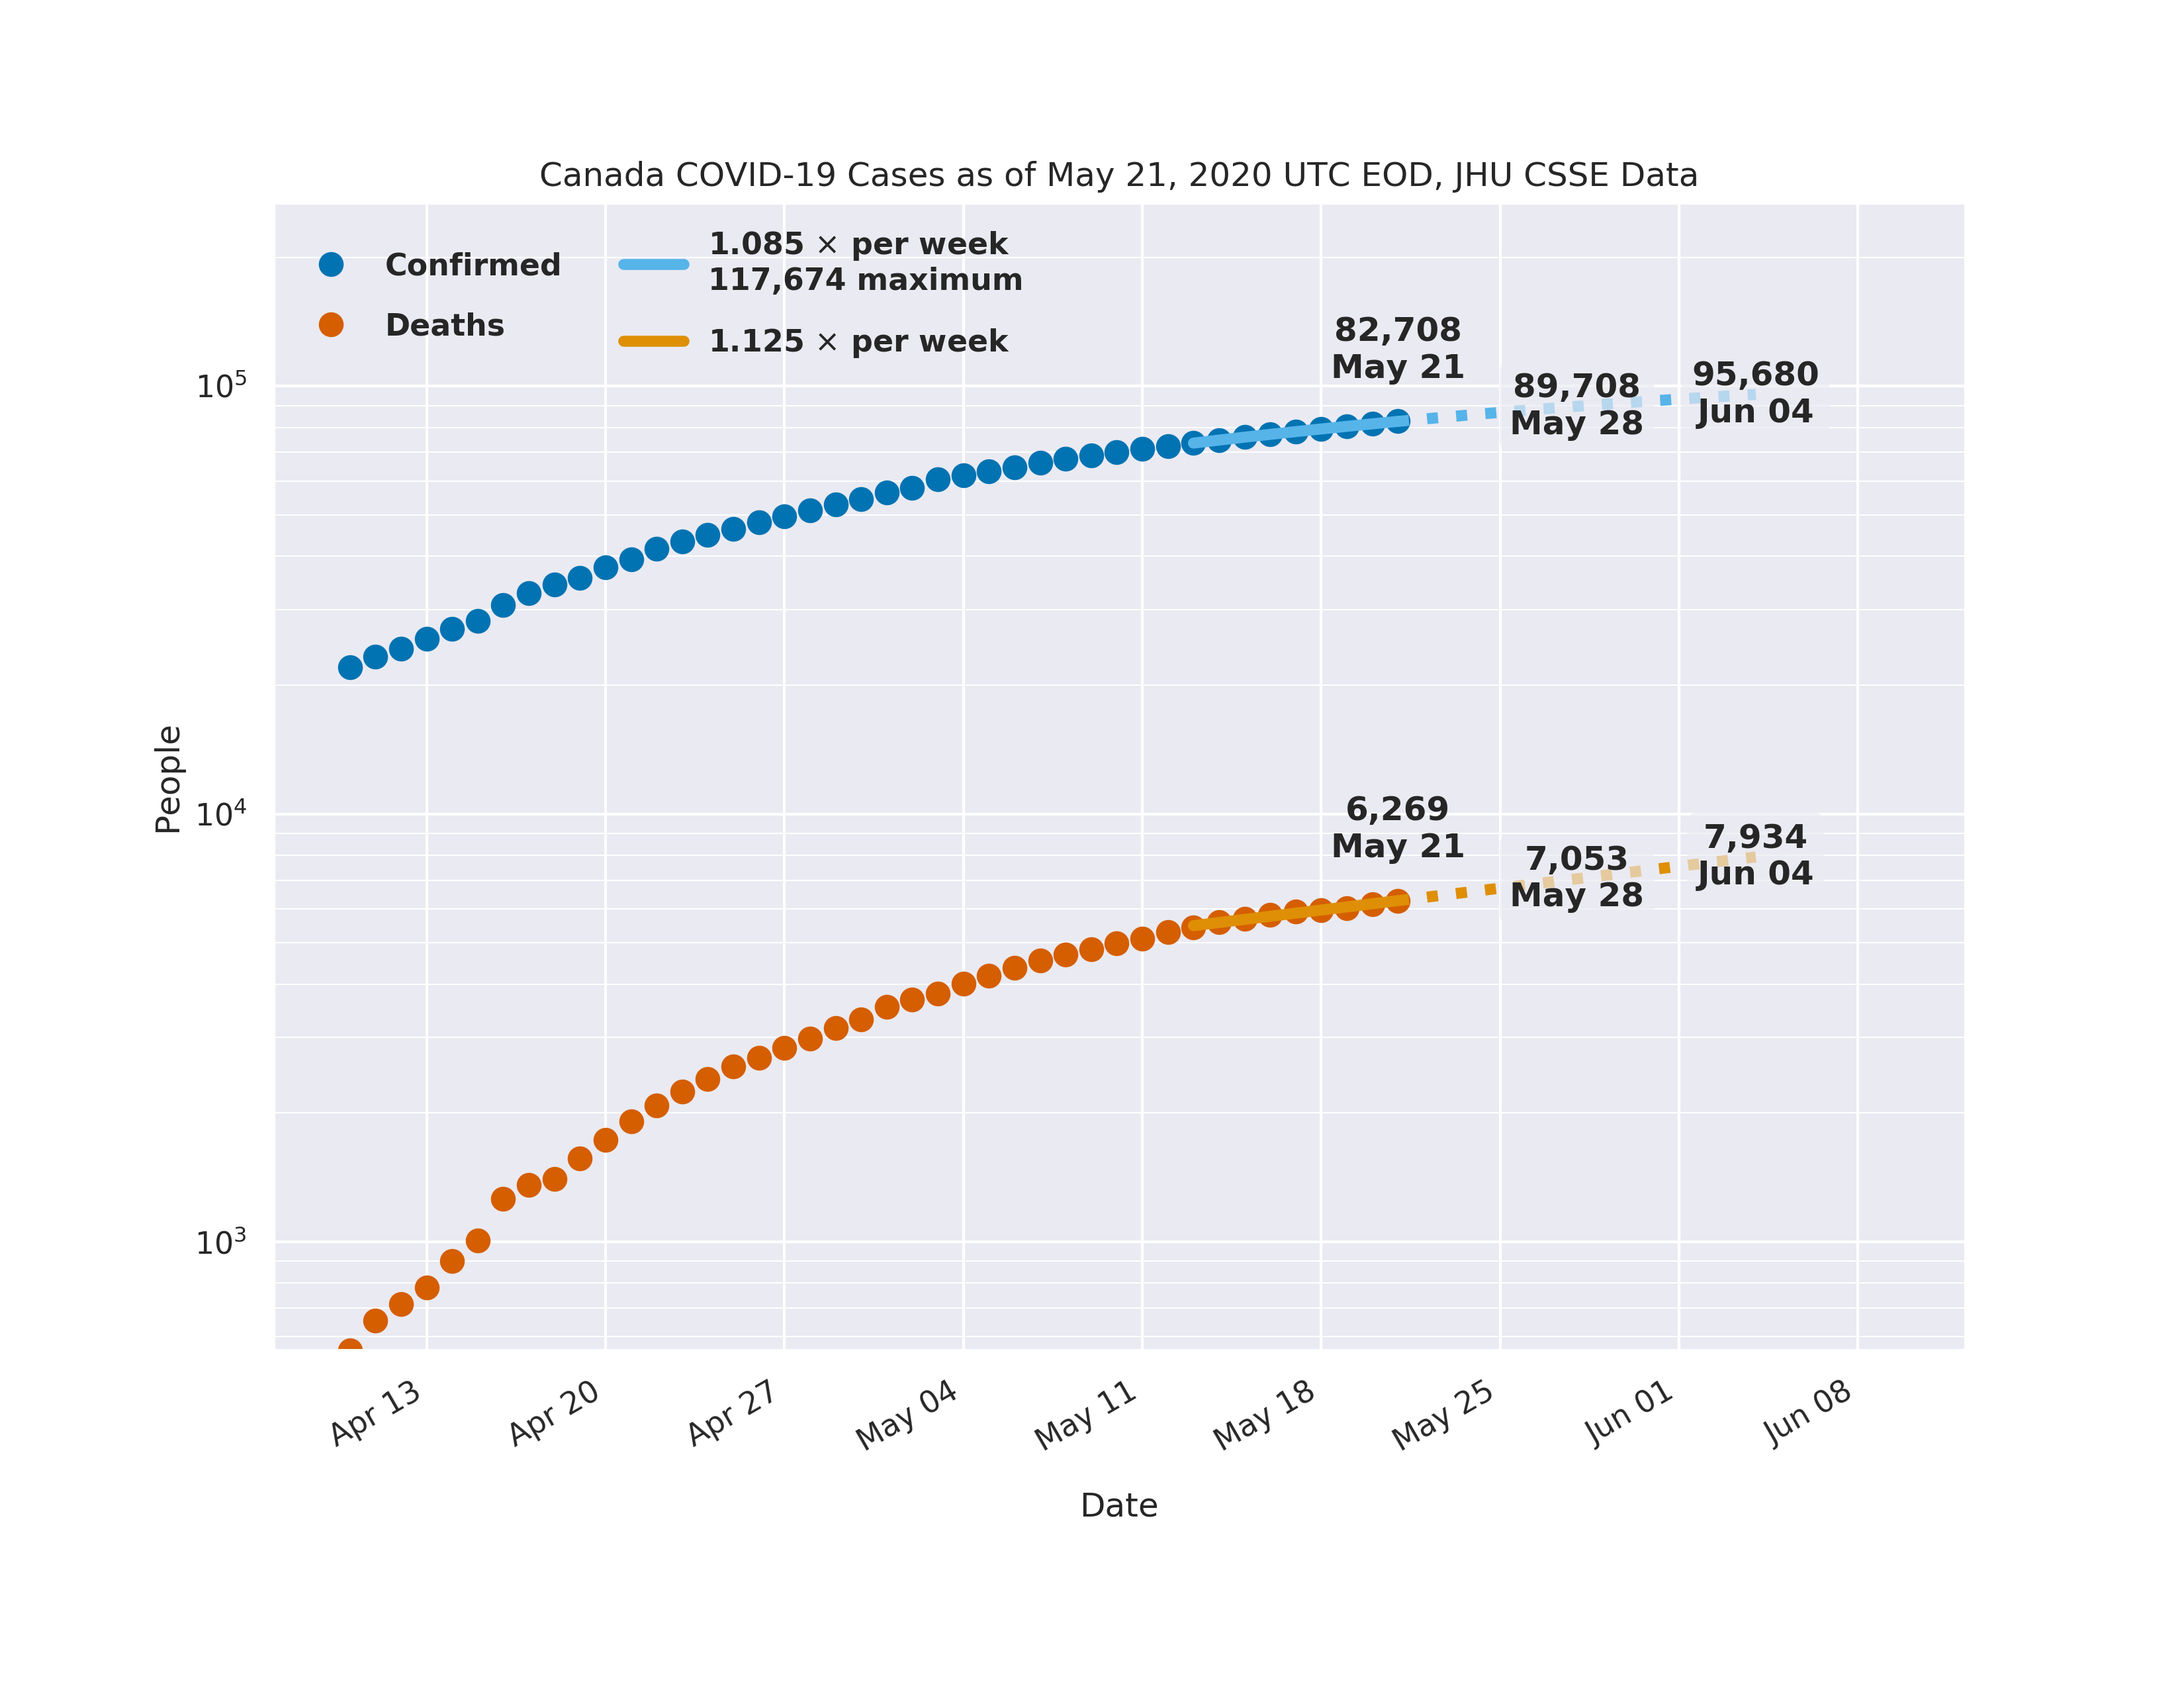 Canada COVID-19 Cases as of May 21, 2020 UTC EOD, JHU CSSE Data
Confirmed
Deaths
1.085 × per week
117,674 maximum
1.125 × per week
82,708
May 21
89,708
May 28
95,680
Jun 04
6,269
May 21
7,053
May 28
7,934
Jun 04
People
10⁵
10⁴
10³
Apr 13
Apr 20
Apr 27
May 04
May 11
May 18
May 25
Jun 01
Jun 08
Date